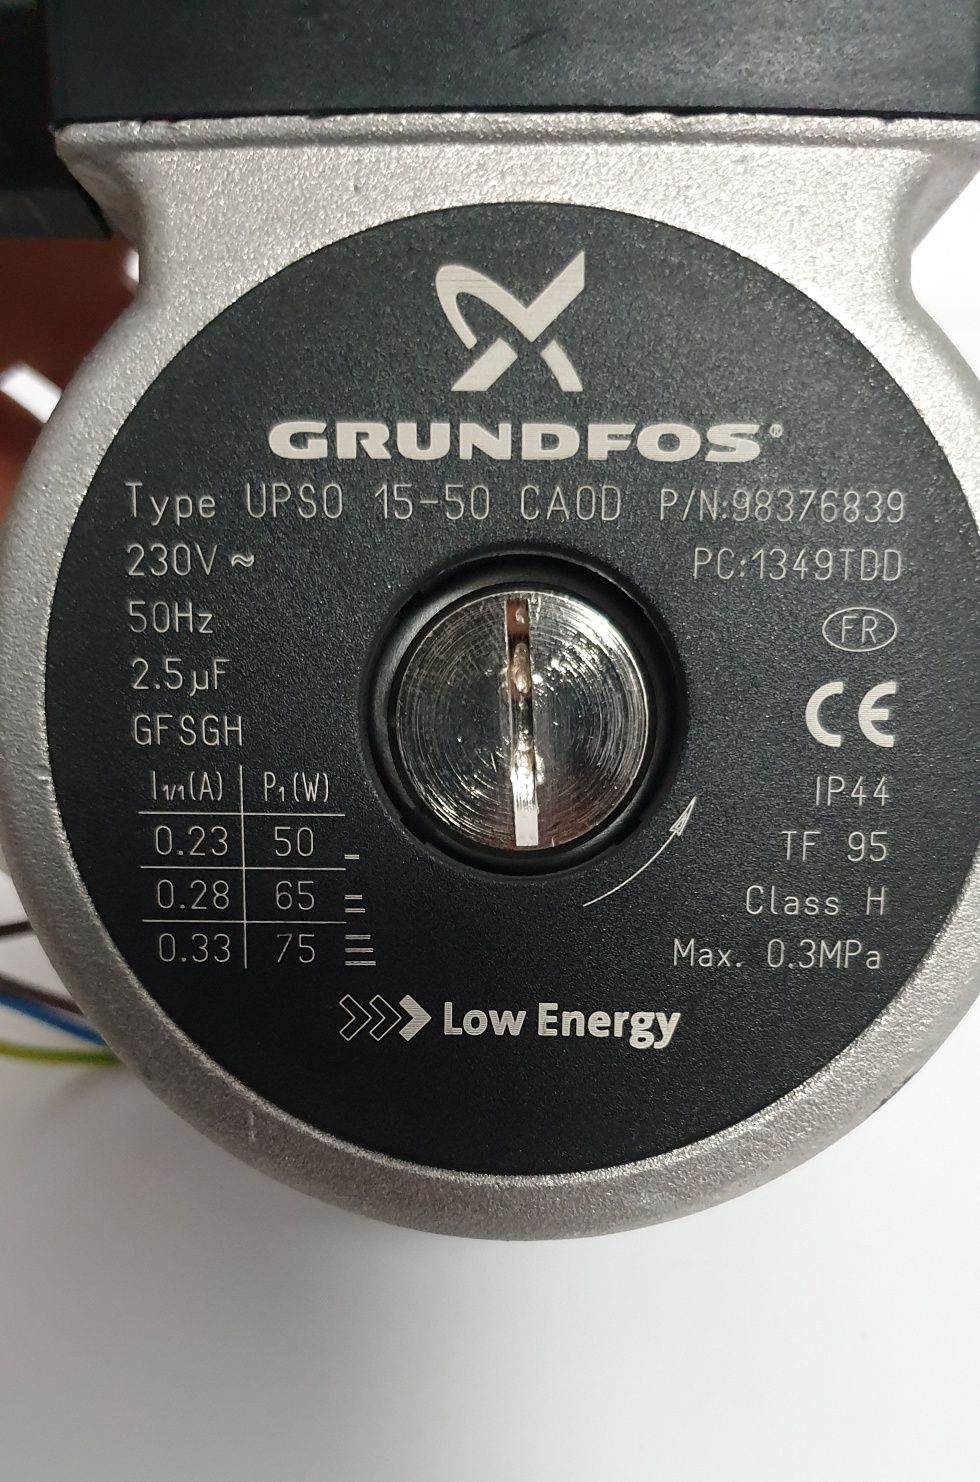 GRUNDFOS®
Type UPSO 15-50 CAOD P/N:98376839
230V ~ PC:1349TDD
50Hz FR
2.5µF
GFSGH CE
I1/1(A) P1(W) IP44
0.23 50 TF 95
0.28 65 Class H
0.33 75 Max. 0.3MPa
Low Energy